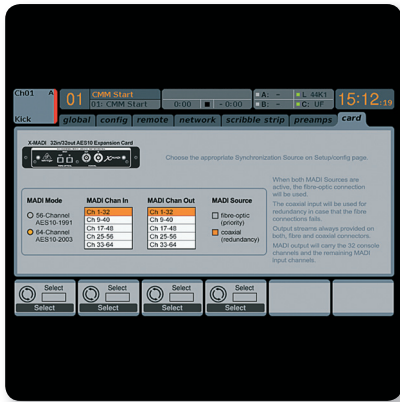 Ch01 A
Kick
01
CMM Start
01: CMM Start
0:00
- 0:00
A: -
B: -
L 44K1
C: UF
15:12:19
global
config
remote
network
scribble strip
preamps
card
X-MADI 32in/32out AES10 Expansion Card
Choose the appropriate Synchronization Source on Setup/config page.
MADI Mode
56-Channel
AES10-1991
64-Channel
AES10-2003
MADI Chan In
Ch 1-32
Ch 9-40
Ch 17-48
Ch 25-56
Ch 33-64
MADI Chan Out
Ch 1-32
Ch 9-40
Ch 17-48
Ch 25-56
Ch 33-64
MADI Source
fibre-optic
(priority)
coaxial
(redundancy)
When both MADI Sources are
active, the fibre-optic connection
will be used.
The coaxial input will be used for
redundancy in case that the fibre
connections fails.
Output streams always provided on
both, fibre and coaxial connectors.
MADI output will carry the 32 console
channels and the remaining MADI
input channels.
Select
Select
Select
Select
Select
Select
Select
Select